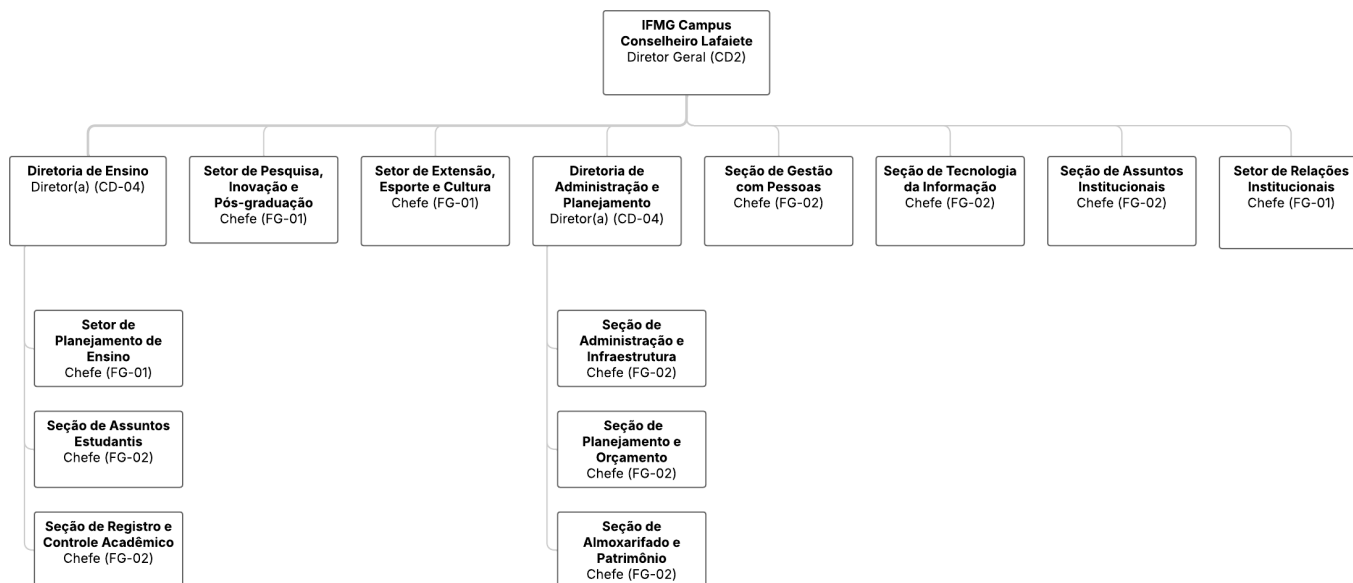 IFMG Campus
Conselheiro Lafaiete
Diretor Geral (CD2)
Diretoria de Ensino
Diretor(a) (CD-04)
Setor de Pesquisa,
Inovação e
Pós-graduação
Chefe (FG-01)
Setor de Extensão,
Esporte e Cultura
Chefe (FG-01)
Diretoria de
Administração e
Planejamento
Diretor(a) (CD-04)
Seção de Gestão
com Pessoas
Chefe (FG-02)
Seção de Tecnologia
da Informação
Chefe (FG-02)
Seção de Assuntos
Institucionais
Chefe (FG-02)
Setor de Relações
Institucionais
Chefe (FG-01)
Setor de
Planejamento de
Ensino
Chefe (FG-01)
Seção de Assuntos
Estudantis
Chefe (FG-02)
Seção de Registro e
Controle Acadêmico
Chefe (FG-02)
Seção de
Administração e
Infraestrutura
Chefe (FG-02)
Seção de
Planejamento e
Orçamento
Chefe (FG-02)
Seção de
Almoxarifado e
Patrimônio
Chefe (FG-02)